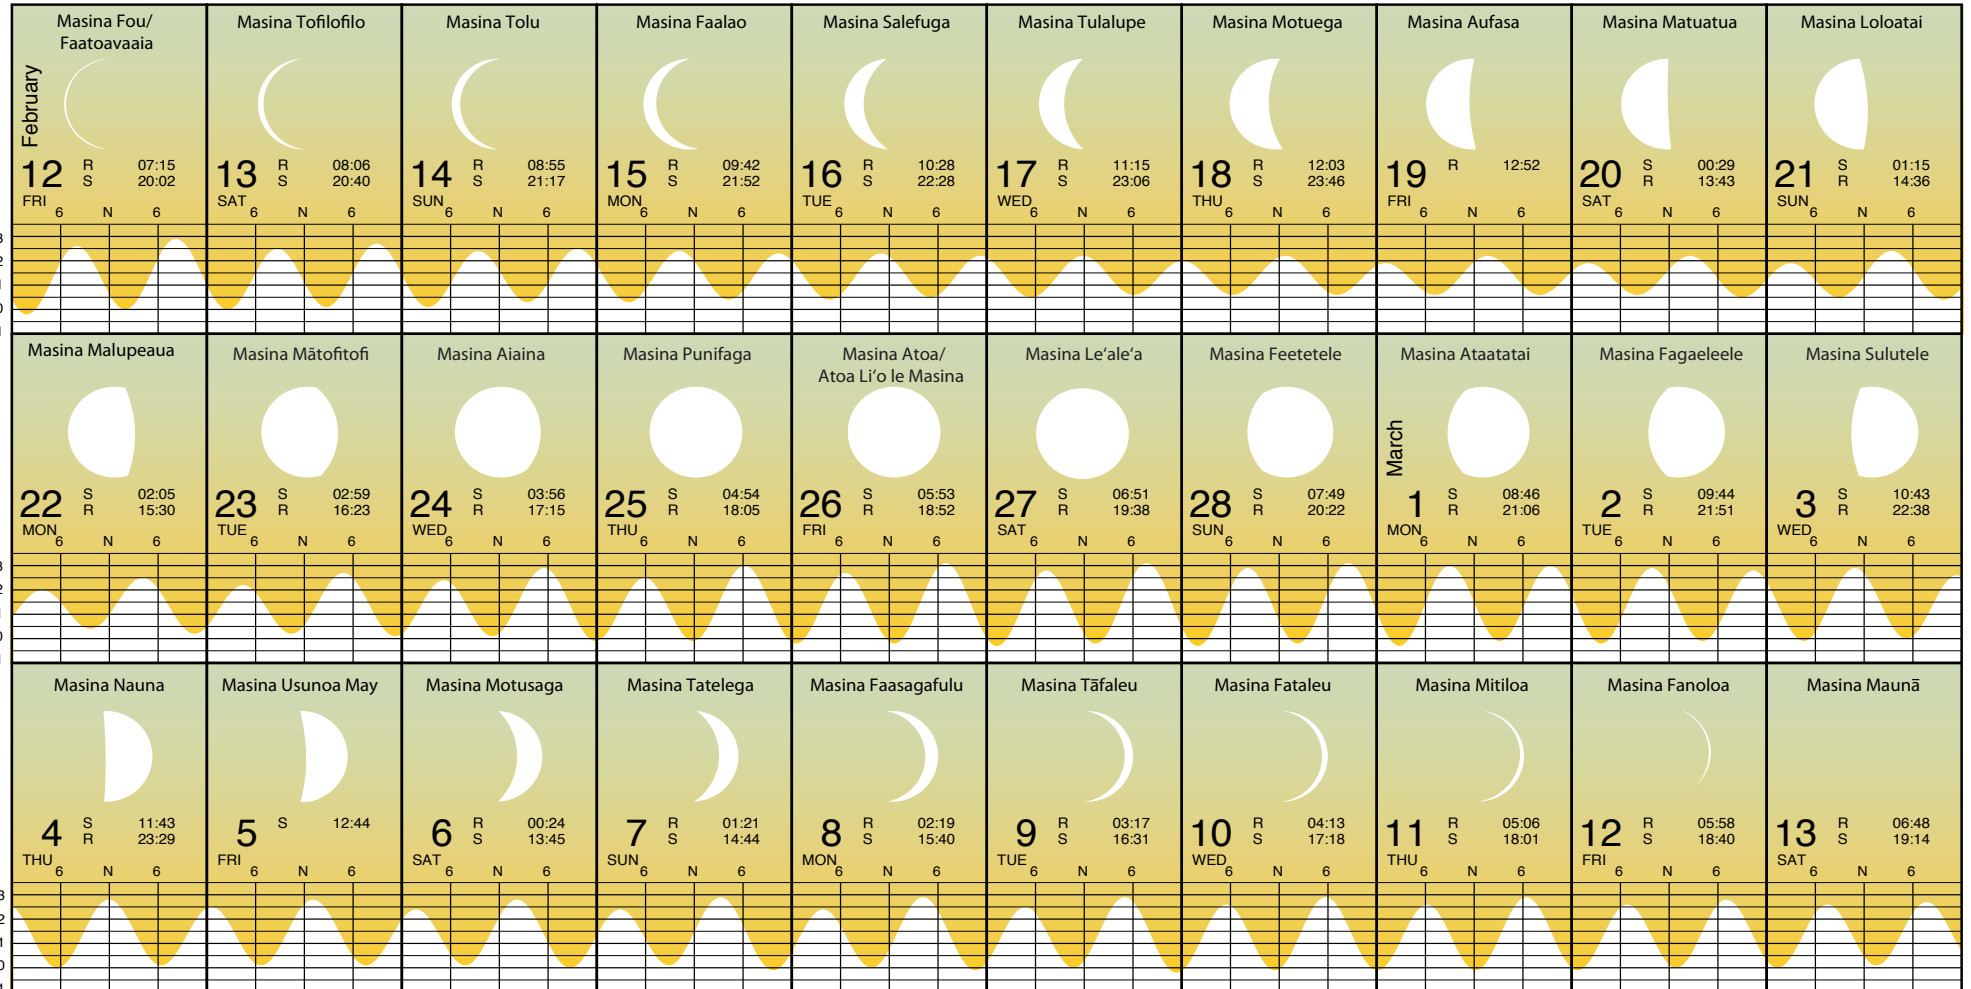 Masina Fou/
Faatoavaaia
February
12 R 07:15
S 20:02
FRI
6 N 6
Masina Tofilofilo
13 R 08:06
S 20:40
SAT
6 N 6
Masina Tolu
14 R 08:55
S 21:17
SUN
6 N 6
Masina Faalao
15 R 09:42
S 21:52
MON
6 N 6
Masina Salefuga
16 R 10:28
S 22:28
TUE
6 N 6
Masina Tulalupe
17 R 11:15
S 23:06
WED
6 N 6
Masina Motuega
18 R 12:03
S 23:46
THU
6 N 6
Masina Aufasa
19 R 12:52
FRI
6 N 6
Masina Matuatua
20 S 00:29
R 13:43
SAT
6 N 6
Masina Loloatai
21 S 01:15
R 14:36
SUN
6 N 6
3
2
1
0
1
Masina Malupeaua
22 S 02:05
R 15:30
MON
6 N 6
Masina Mãtofitofi
23 S 02:59
R 16:23
TUE
6 N 6
Masina Aiaina
24 S 03:56
R 17:15
WED
6 N 6
Masina Punifaga
25 S 04:54
R 18:05
THU
6 N 6
Masina Atoa/
Atoa Li‘o le Masina
26 S 05:53
R 18:52
FRI
6 N 6
Masina Le‘ale‘a
27 S 06:51
R 19:38
SAT
6 N 6
Masina Feetetele
28 S 07:49
R 20:22
SUN
6 N 6
Masina Ataatatai
March
1 S 08:46
R 21:06
MON
6 N 6
Masina Fagaeleele
2 S 09:44
R 21:51
TUE
6 N 6
Masina Sulutele
3 S 10:43
R 22:38
WED
6 N 6
3
2
1
0
1
Masina Nauna
4 S 11:43
R 23:29
THU
6 N 6
Masina Usunoa May
5 S 12:44
FRI
6 N 6
Masina Motusaga
6 R 00:24
S 13:45
SAT
6 N 6
Masina Tatelega
7 R 01:21
S 14:44
SUN
6 N 6
Masina Faasagafulu
8 R 02:19
S 15:40
MON
6 N 6
Masina Tāfaleu
9 R 03:17
S 16:31
TUE
6 N 6
Masina Fataleu
10 R 04:13
S 17:18
WED
6 N 6
Masina Mitiloa
11 R 05:06
S 18:01
THU
6 N 6
Masina Fanoloa
12 R 05:58
S 18:40
FRI
6 N 6
Masina Maunā
13 R 06:48
S 19:14
SAT
6 N 6
3
2
1
0
1